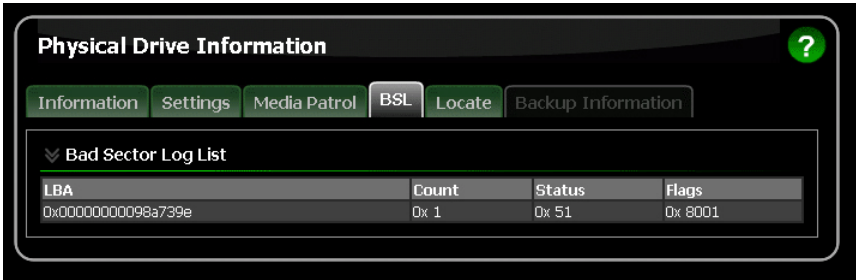 Physical Drive Information
?
Information Settings Media Patrol BSL Locate Backup Information
Bad Sector Log List
LBA Count Status Flags
0x00000000098a739e 0x 1 0x 51 0x 8001